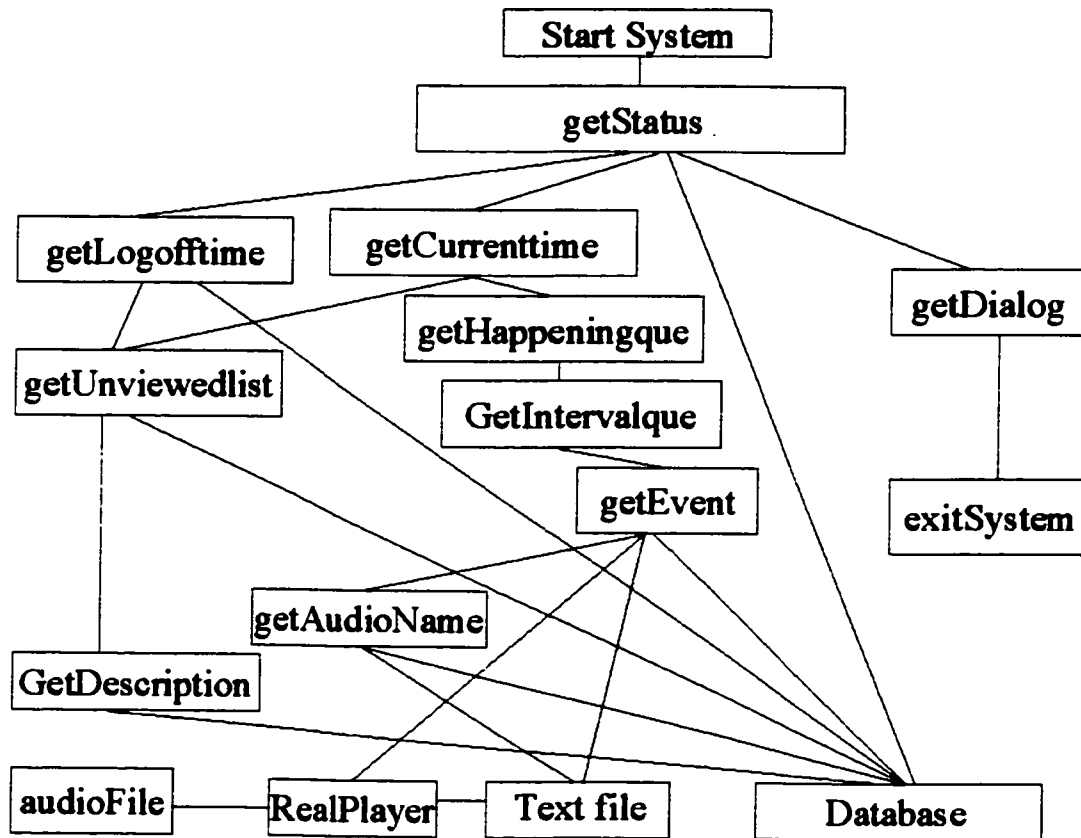 Start System
getStatus
getLogofftime
getCurrenttime
getDialog
getHappeningque
getUnviewedlist
GetIntervalque
getEvent
exitSystem
getAudioName
GetDescription
audioFile
RealPlayer
Text file
Database